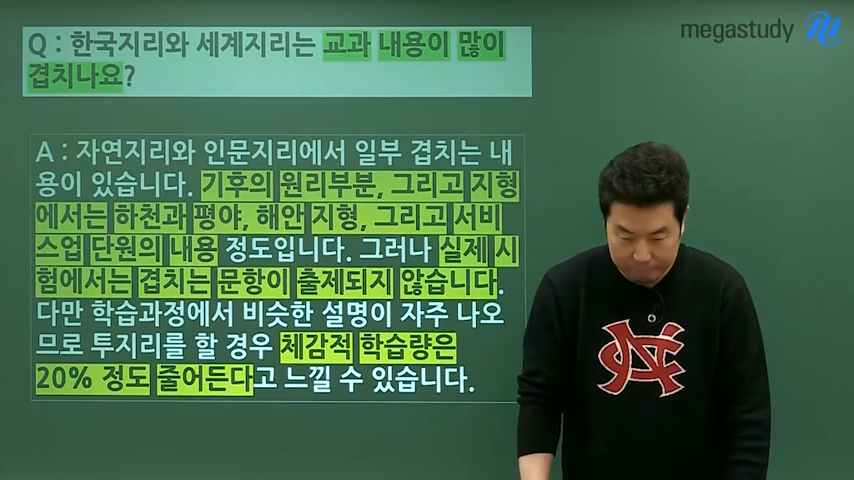 megastudy
Q : 한국지리와 세계지리는 교과 내용이 많이
겹치나요?
A : 자연지리와 인문지리에서 일부 겹치는 내
용이 있습니다. 기후의 원리부분, 그리고 지형
에서는 하천과 평야, 해안 지형, 그리고 서비
스업 단원의 내용 정도입니다. 그러나 실제 시
험에서는 겹치는 문항이 출제되지 않습니다.
다만 학습과정에서 비슷한 설명이 자주 나오
므로 투지리를 할 경우 체감적 학습량은
20% 정도 줄어든다고 느낄 수 있습니다.